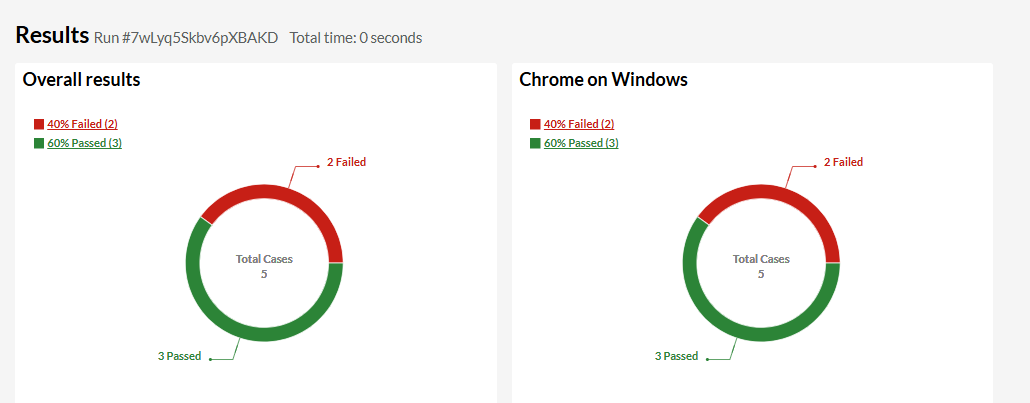 Results Run #7wLyq5Skbv6pXBAKD Total time: 0 seconds
Overall results
40% Failed (2)
60% Passed (3)
2 Failed
Total Cases
5
3 Passed
Chrome on Windows
40% Failed (2)
60% Passed (3)
2 Failed
Total Cases
5
3 Passed